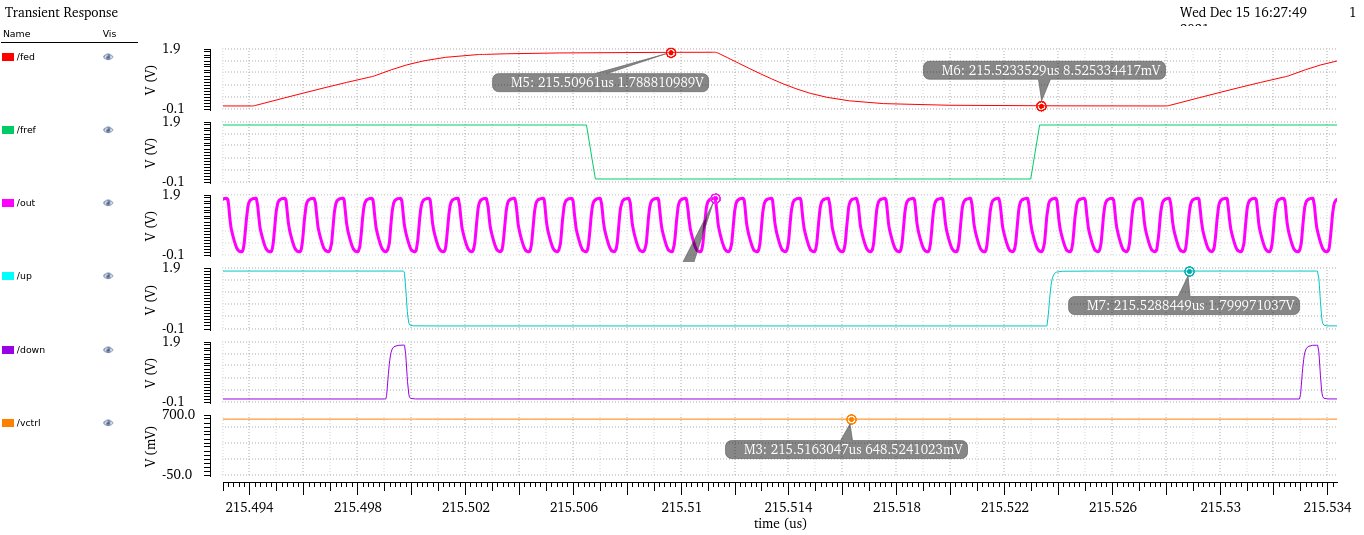 Transient Response
Wed Dec 15 16:27:49 1
Name Vis
/fed
1.9
V (V)
-0.1
M5: 215.50961us 1.788810989V
M6: 215.5233529us 8.525334417mV
/fref
1.9
V (V)
-0.1
/out
1.9
V (V)
-0.1
/up
1.9
V (V)
-0.1
M7: 215.5288449us 1.799971037V
/down
1.9
V (V)
-0.1
/vctrl
700.0
V (mV)
-50.0
M3: 215.5163047us 648.5241023mV
215.494 215.498 215.502 215.506 215.51 215.514 215.518 215.522 215.526 215.53 215.534
time (us)